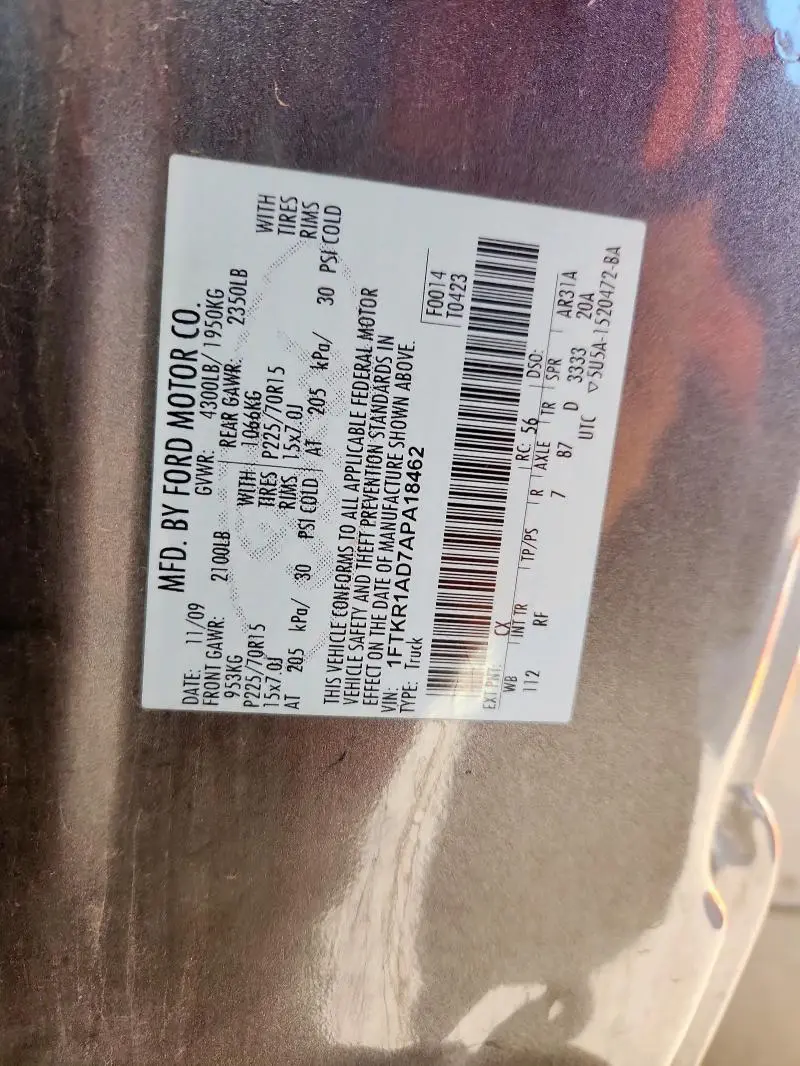 MFD. BY FORD MOTOR CO.
DATE: 11/09 GVWR: 4300LB/ 1950KG
FRONT GAWR: 2100LB REAR GAWR: 2350LB
953KG WITH 1066KG WITH
P225/70R15 TIRES P225/70R15 TIRES
15x7.0J RIMS 15x7.0J RIMS
AT 205 kPa/ 30 PSI COLD AT 205 kPa/ 30 PSI COLD
THIS VEHICLE CONFORMS TO ALL APPLICABLE FEDERAL MOTOR
VEHICLE SAFETY AND THEFT PREVENTION STANDARDS IN
EFFECT ON THE DATE OF MANUFACTURE SHOWN ABOVE.
VIN: 1FTKR1AD7APA18462 F0014
TYPE: Truck T0423
EXT PNT: CX RC: 56 DSO:
WB INT TR TP/PS R AXLE TR SPR
112 RF 7 87 D 3333 AR31A
20A
UTC ▽5U5A-1520472-BA